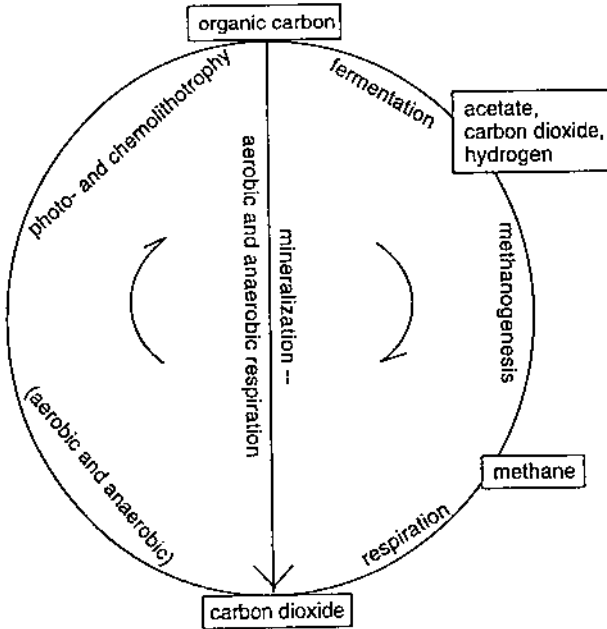 organic carbon
photo- and chemolithotrophy
fermentation
acetate,
carbon dioxide,
hydrogen
mineralization --
aerobic and anaerobic respiration
methanogenesis
(aerobic and anaerobic)
methane
respiration
carbon dioxide